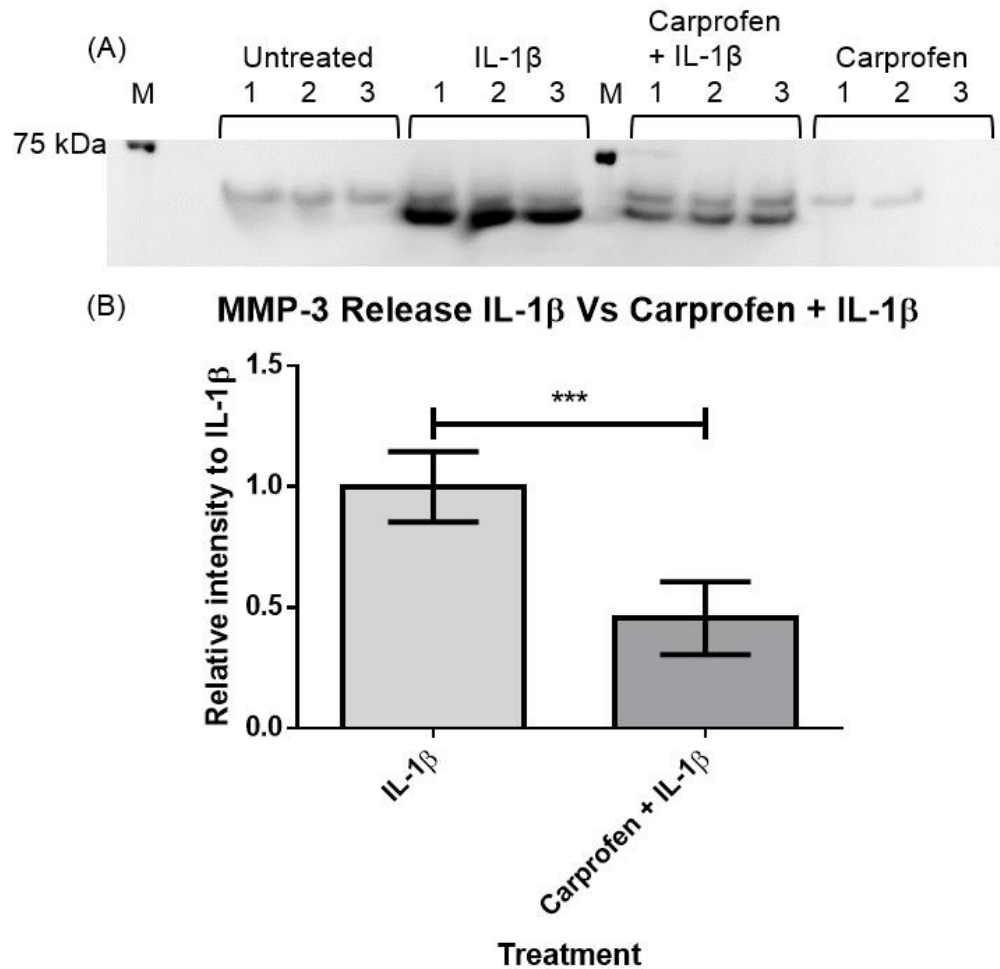 (A)
Untreated IL-1β Carprofen + IL-1β Carprofen
M 1 2 3 1 2 3 M 1 2 3 1 2 3
75 kDa
(B)
MMP-3 Release IL-1β Vs Carprofen + IL-1β
Relative intensity to IL-1β
1.5
1.0
0.5
0.0
***
IL-1β
Carprofen + IL-1β
Treatment